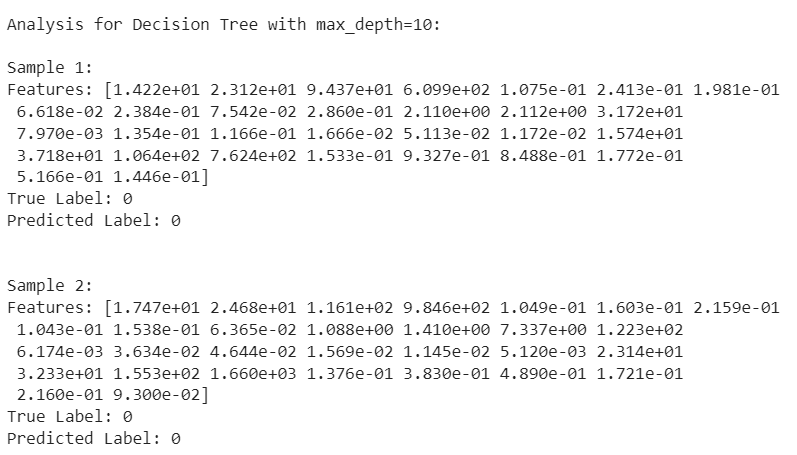 Analysis for Decision Tree with max_depth=10:
Sample 1:
Features: [1.422e+01 2.312e+01 9.437e+01 6.099e+02 1.075e-01 2.413e-01 1.981e-01
6.618e-02 2.384e-01 7.542e-02 2.860e-01 2.110e+00 2.112e+00 3.172e+01
7.970e-03 1.354e-01 1.166e-01 1.666e-02 5.113e-02 1.172e-02 1.574e+01
3.718e+01 1.064e+02 7.624e+02 1.533e-01 9.327e-01 8.488e-01 1.772e-01
5.166e-01 1.446e-01]
True Label: 0
Predicted Label: 0
Sample 2:
Features: [1.747e+01 2.468e+01 1.161e+02 9.846e+02 1.049e-01 1.603e-01 2.159e-01
1.043e-01 1.538e-01 6.365e-02 1.088e+00 1.410e+00 7.337e+00 1.223e+02
6.174e-03 3.634e-02 4.644e-02 1.569e-02 1.145e-02 5.120e-03 2.314e+01
3.233e+01 1.553e+02 1.660e+03 1.376e-01 3.830e-01 4.890e-01 1.721e-01
2.160e-01 9.300e-02]
True Label: 0
Predicted Label: 0